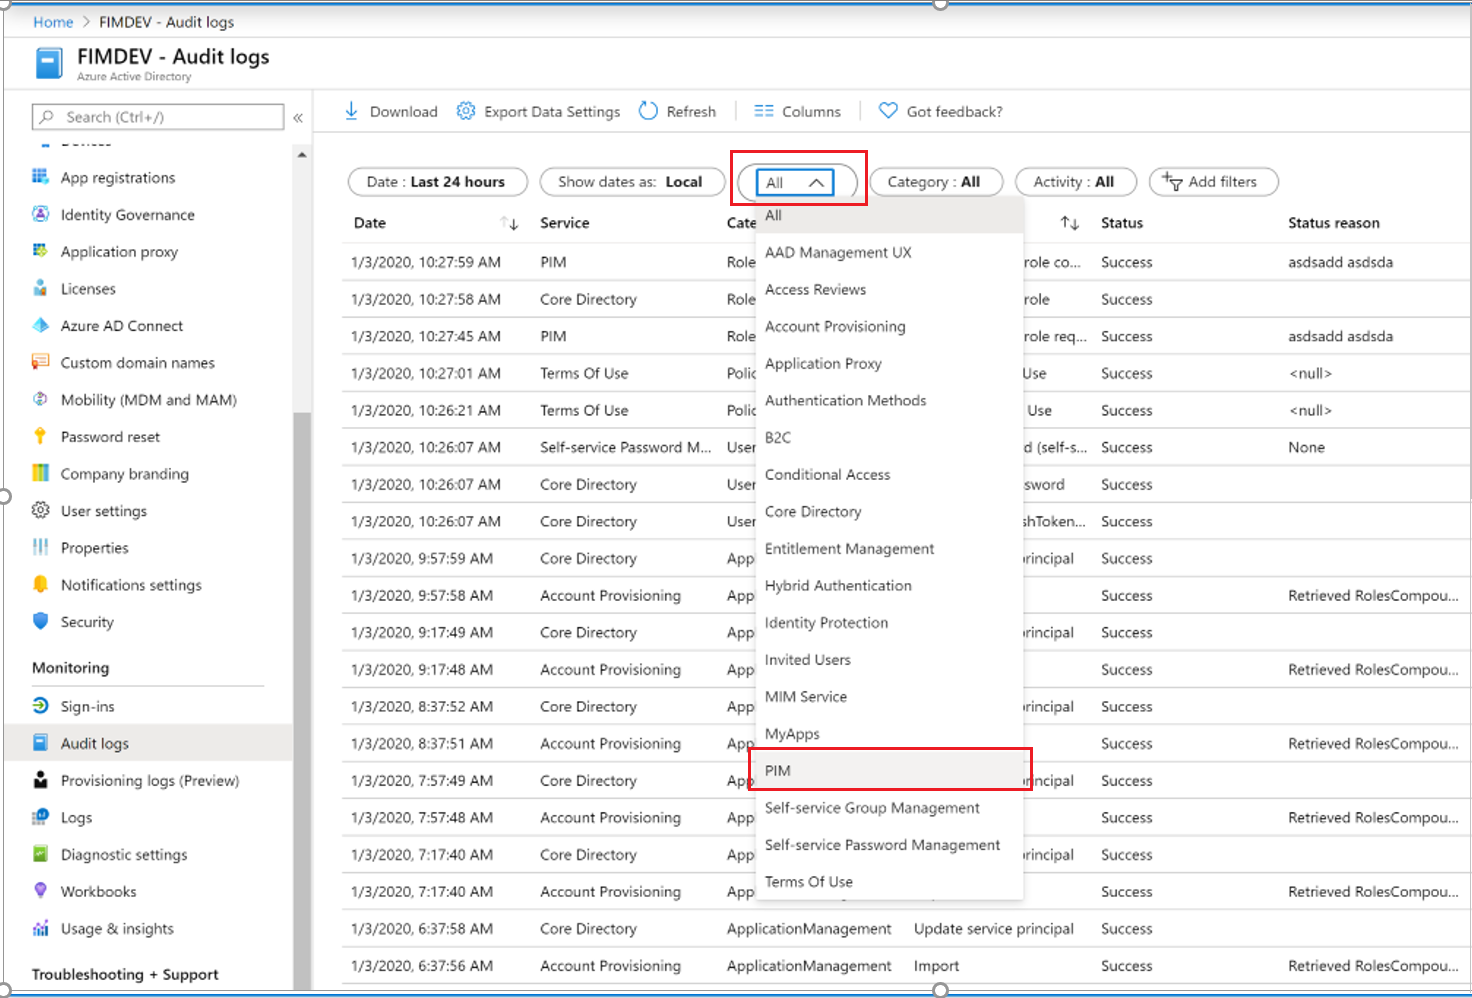 Home > FIMDEV - Audit logs
FIMDEV - Audit logs
Azure Active Directory
Search (Ctrl+/)
«
Download Export Data Settings Refresh Columns Got feedback?
Date : Last 24 hours Show dates as: Local All Category : All Activity : All Add filters
Devices
App registrations
Identity Governance
Application proxy
Licenses
Azure AD Connect
Custom domain names
Mobility (MDM and MAM)
Password reset
Company branding
User settings
Properties
Notifications settings
Security
Monitoring
Sign-ins
Audit logs
Provisioning logs (Preview)
Logs
Diagnostic settings
Workbooks
Usage & insights
Troubleshooting + Support
All
AAD Management UX
Access Reviews
Account Provisioning
Application Proxy
Authentication Methods
B2C
Conditional Access
Core Directory
Entitlement Management
Hybrid Authentication
Identity Protection
Invited Users
MIM Service
MyApps
PIM
Self-service Group Management
Self-service Password Management
Terms Of Use
Date Service Cate Status Status reason
1/3/2020, 10:27:59 AM PIM Role role co... Success asdsadd asdsda
1/3/2020, 10:27:58 AM Core Directory Role role Success
1/3/2020, 10:27:45 AM PIM Role role req... Success asdsadd asdsda
1/3/2020, 10:27:01 AM Terms Of Use Polic Use Success <null>
1/3/2020, 10:26:21 AM Terms Of Use Polic Use Success <null>
1/3/2020, 10:26:07 AM Self-service Password M... User d (self-s... Success None
1/3/2020, 10:26:07 AM Core Directory User sword Success
1/3/2020, 10:26:07 AM Core Directory User shToken... Success
1/3/2020, 9:57:59 AM Core Directory App rincipal Success
1/3/2020, 9:57:58 AM Account Provisioning App Success Retrieved RolesCompou...
1/3/2020, 9:17:49 AM Core Directory App rincipal Success
1/3/2020, 9:17:48 AM Account Provisioning App Success Retrieved RolesCompou...
1/3/2020, 8:37:52 AM Core Directory App rincipal Success
1/3/2020, 8:37:51 AM Account Provisioning App Success Retrieved RolesCompou...
1/3/2020, 7:57:49 AM Core Directory App rincipal Success
1/3/2020, 7:57:48 AM Account Provisioning App Success Retrieved RolesCompou...
1/3/2020, 7:17:40 AM Core Directory App rincipal Success
1/3/2020, 7:17:40 AM Account Provisioning App Success Retrieved RolesCompou...
1/3/2020, 6:37:58 AM Core Directory ApplicationManagement Update service principal Success
1/3/2020, 6:37:56 AM Account Provisioning ApplicationManagement Import Success Retrieved RolesCompou...